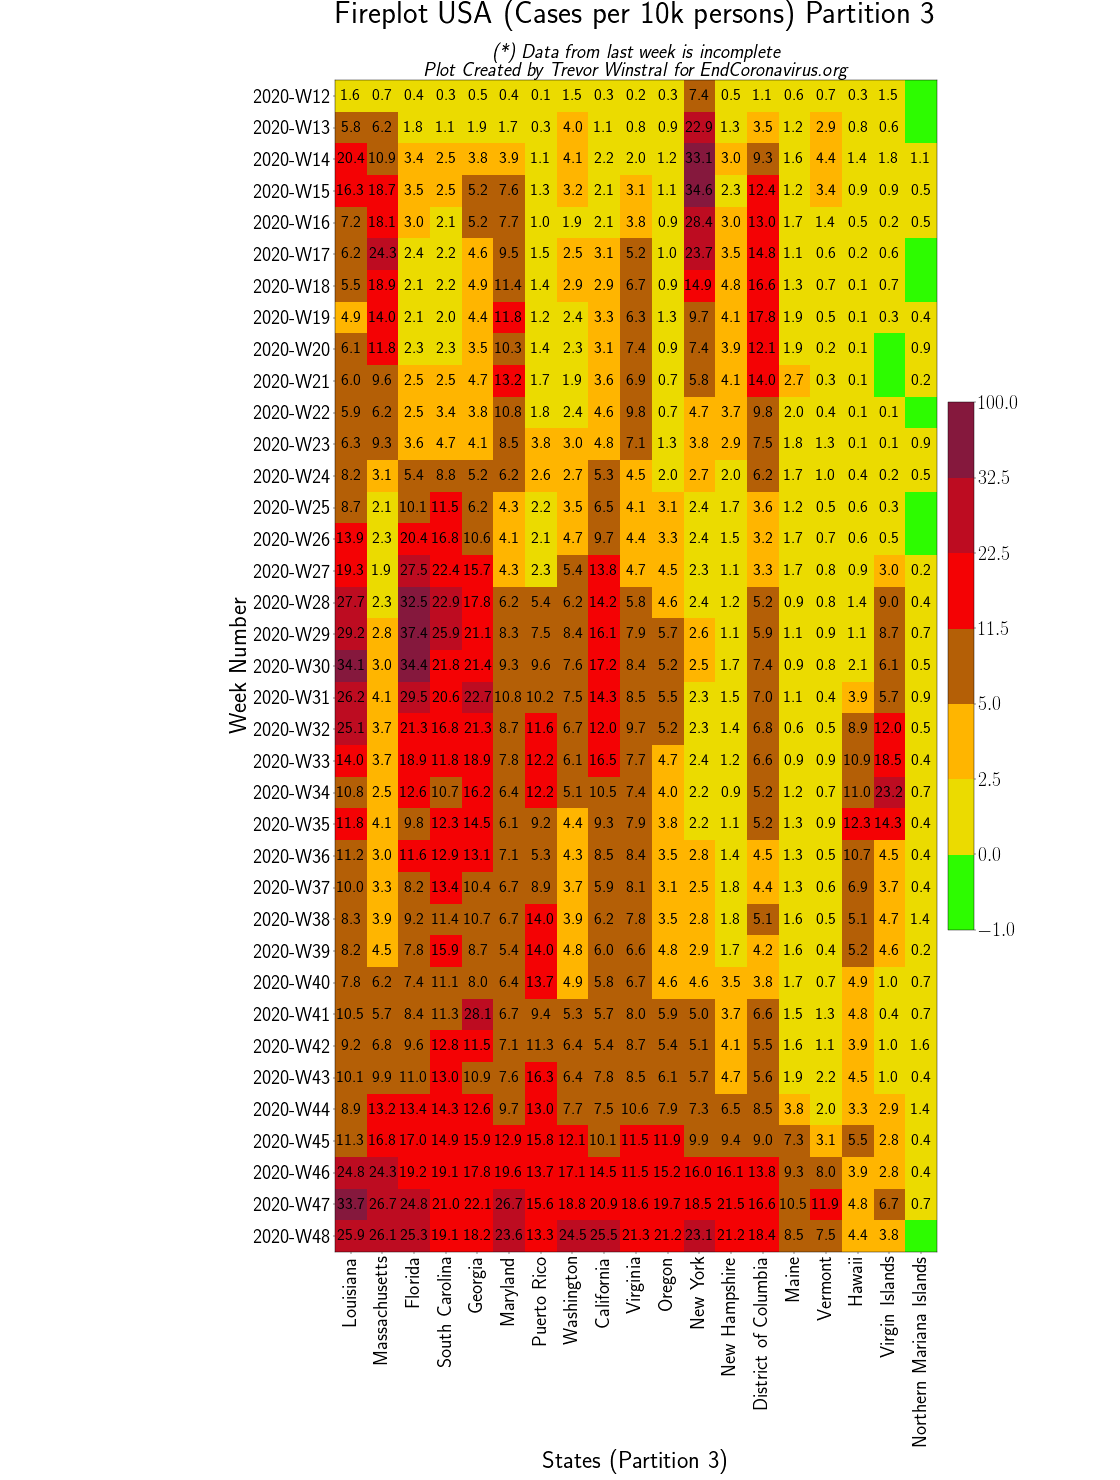 Fireplot USA (Cases per 10k persons) Partition 3
(*) Data from last week is incomplete
Plot Created by Trevor Winstral for EndCoronavirus.org
2020-W12 1.6 0.7 0.4 0.3 0.5 0.4 0.1 1.5 0.3 0.2 0.3 7.4 0.5 1.1 0.6 0.7 0.3 1.5
2020-W13 5.8 6.2 1.8 1.1 1.9 1.7 0.3 4.0 1.1 0.8 0.9 22.9 1.3 3.5 1.2 2.9 0.8 0.6
2020-W14 20.4 10.9 3.4 2.5 3.8 3.9 1.1 4.1 2.2 2.0 1.2 33.1 3.0 9.3 1.6 4.4 1.4 1.8 1.1
2020-W15 16.3 18.7 3.5 2.5 5.2 7.6 1.3 3.2 2.1 3.1 1.1 34.6 2.3 12.4 1.2 3.4 0.9 0.9 0.5
2020-W16 7.2 18.1 3.0 2.1 5.2 7.7 1.0 1.9 2.1 3.8 0.9 28.4 3.0 13.0 1.7 1.4 0.5 0.2 0.5
2020-W17 6.2 24.3 2.4 2.2 4.6 9.5 1.5 2.5 3.1 5.2 1.0 23.7 3.5 14.8 1.1 0.6 0.2 0.6
2020-W18 5.5 18.9 2.1 2.2 4.9 11.4 1.4 2.9 2.9 6.7 0.9 14.9 4.8 16.6 1.3 0.7 0.1 0.7
2020-W19 4.9 14.0 2.1 2.0 4.4 11.8 1.2 2.4 3.3 6.3 1.3 9.7 4.1 17.8 1.9 0.5 0.1 0.3 0.4
2020-W20 6.1 11.8 2.3 2.3 3.5 10.3 1.4 2.3 3.1 7.4 0.9 7.4 3.9 12.1 1.9 0.2 0.1 0.9
2020-W21 6.0 9.6 2.5 2.5 4.7 13.2 1.7 1.9 3.6 6.9 0.7 5.8 4.1 14.0 2.7 0.3 0.1 0.2
2020-W22 5.9 6.2 2.5 3.4 3.8 10.8 1.8 2.4 4.6 9.8 0.7 4.7 3.7 9.8 2.0 0.4 0.1 0.1
2020-W23 6.3 9.3 3.6 4.7 4.1 8.5 3.8 3.0 4.8 7.1 1.3 3.8 2.9 7.5 1.8 1.3 0.1 0.1 0.9
2020-W24 8.2 3.1 5.4 8.8 5.2 6.2 2.6 2.7 5.3 4.5 2.0 2.7 2.0 6.2 1.7 1.0 0.4 0.2 0.5
2020-W25 8.7 2.1 10.1 11.5 6.2 4.3 2.2 3.5 6.5 4.1 3.1 2.4 1.7 3.6 1.2 0.5 0.6 0.3
2020-W26 13.9 2.3 20.4 16.8 10.6 4.1 2.1 4.7 9.7 4.4 3.3 2.4 1.5 3.2 1.7 0.7 0.6 0.5
2020-W27 19.3 1.9 27.5 22.4 15.7 4.3 2.3 5.4 13.8 4.7 4.5 2.3 1.1 3.3 1.7 0.8 0.9 3.0 0.2
2020-W28 27.7 2.3 32.5 22.9 17.8 6.2 5.4 6.2 14.2 5.8 4.6 2.4 1.2 5.2 0.9 0.8 1.4 9.0 0.4
2020-W29 29.2 2.8 37.4 25.9 21.1 8.3 7.5 8.4 16.1 7.9 5.7 2.6 1.1 5.9 1.1 0.9 1.1 8.7 0.7
2020-W30 34.1 3.0 34.4 21.8 21.4 9.3 9.6 7.6 17.2 8.4 5.2 2.5 1.7 7.4 0.9 0.8 2.1 6.1 0.5
2020-W31 26.2 4.1 29.5 20.6 22.7 10.8 10.2 7.5 14.3 8.5 5.5 2.3 1.5 7.0 1.1 0.4 3.9 5.7 0.9
2020-W32 25.1 3.7 21.3 16.8 21.3 8.7 11.6 6.7 12.0 9.7 5.2 2.3 1.4 6.8 0.6 0.5 8.9 12.0 0.5
2020-W33 14.0 3.7 18.9 11.8 18.9 7.8 12.2 6.1 16.5 7.7 4.7 2.4 1.2 6.6 0.9 0.9 10.9 18.5 0.4
2020-W34 10.8 2.5 12.6 10.7 16.2 6.4 12.2 5.1 10.5 7.4 4.0 2.2 0.9 5.2 1.2 0.7 11.0 23.2 0.7
2020-W35 11.8 4.1 9.8 12.3 14.5 6.1 9.2 4.4 9.3 7.9 3.8 2.2 1.1 5.2 1.3 0.9 12.3 14.3 0.4
2020-W36 11.2 3.0 11.6 12.9 13.1 7.1 5.3 4.3 8.5 8.4 3.5 2.8 1.4 4.5 1.3 0.5 10.7 4.5 0.4
2020-W37 10.0 3.3 8.2 13.4 10.4 6.7 8.9 3.7 5.9 8.1 3.1 2.5 1.8 4.4 1.3 0.6 6.9 3.7 0.4
2020-W38 8.3 3.9 9.2 11.4 10.7 6.7 14.0 3.9 6.2 7.8 3.5 2.8 1.8 5.1 1.6 0.5 5.1 4.7 1.4
2020-W39 8.2 4.5 7.8 15.9 8.7 5.4 14.0 4.8 6.0 6.6 4.8 2.9 1.7 4.2 1.6 0.4 5.2 4.6 0.2
2020-W40 7.8 6.2 7.4 11.1 8.0 6.4 13.7 4.9 5.8 6.7 4.6 4.6 3.5 3.8 1.7 0.7 4.9 1.0 0.7
2020-W41 10.5 5.7 8.4 11.3 28.1 6.7 9.4 5.3 5.7 8.0 5.9 5.0 3.7 6.6 1.5 1.3 4.8 0.4 0.7
2020-W42 9.2 6.8 9.6 12.8 11.5 7.1 11.3 6.4 5.4 8.7 5.4 5.1 4.1 5.5 1.6 1.1 3.9 1.0 1.6
2020-W43 10.1 9.9 11.0 13.0 10.9 7.6 16.3 6.4 7.8 8.5 6.1 5.7 4.7 5.6 1.9 2.2 4.5 1.0 0.4
2020-W44 8.9 13.2 13.4 14.3 12.6 9.7 13.0 7.7 7.5 10.6 7.9 7.3 6.5 8.5 3.8 2.0 3.3 2.9 1.4
2020-W45 11.3 16.8 17.0 14.9 15.9 12.9 15.8 12.1 10.1 11.5 11.9 9.9 9.4 9.0 7.3 3.1 5.5 2.8 0.4
2020-W46 24.8 24.3 19.2 19.1 17.8 19.6 13.7 17.1 14.5 11.5 15.2 16.0 16.1 13.8 9.3 8.0 3.9 2.8 0.4
2020-W47 33.7 26.7 24.8 21.0 22.1 26.7 15.6 18.8 20.9 18.6 19.7 18.5 21.5 16.6 10.5 11.9 4.8 6.7 0.7
2020-W48 25.9 26.1 25.3 19.1 18.2 23.6 13.3 24.5 25.5 21.3 21.2 23.1 21.2 18.4 8.5 7.5 4.4 3.8
Week Number
Louisiana
Massachusetts
Florida
South Carolina
Georgia
Maryland
Puerto Rico
Washington
California
Virginia
Oregon
New York
New Hampshire
District of Columbia
Maine
Vermont
Hawaii
Virgin Islands
Northern Mariana Islands
States (Partition 3)
100.0
32.5
22.5
11.5
5.0
2.5
0.0
−1.0